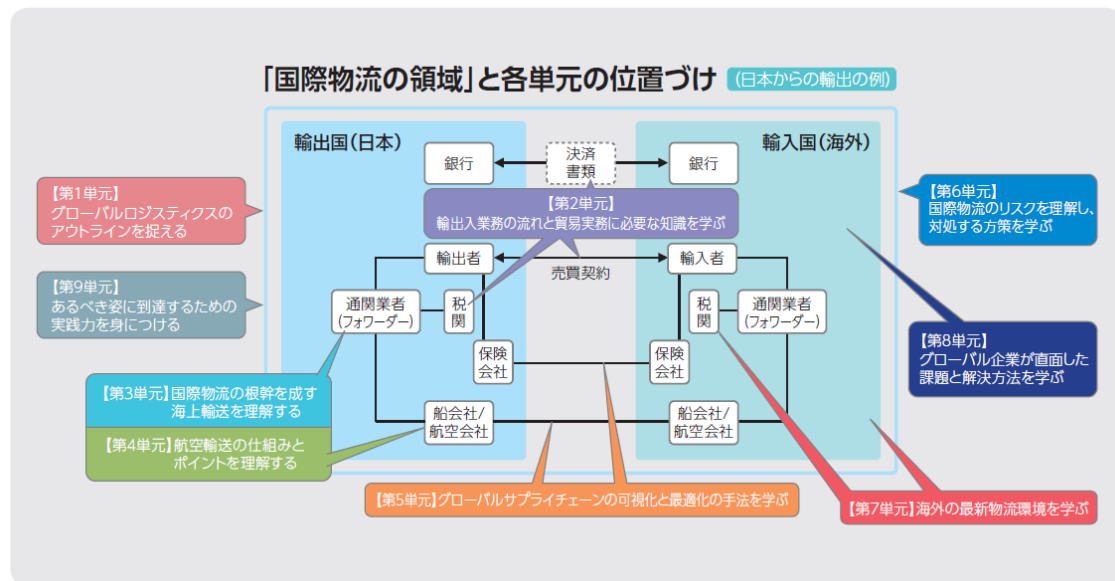 「国際物流の領域」と各単元の位置づけ (日本からの輸出の例)
輸出国(日本)
輸入国(海外)
銀行
決済
書類
銀行
【第1単元】
グローバルロジスティクスの
アウトラインを捉える
【第2単元】
輸出入業務の流れと貿易実務に必要な知識を学ぶ
【第6単元】
国際物流のリスクを理解し、
対処する方策を学ぶ
輸出者
売買契約
輸入者
【第9単元】
あるべき姿に到達するための
実践力を身につける
通関業者
(フォワーダー)
税
関
税
関
通関業者
(フォワーダー)
保険
会社
保険
会社
【第8単元】
グローバル企業が直面した
課題と解決方法を学ぶ
【第3単元】国際物流の根幹を成す
海上輸送を理解する
【第4単元】航空輸送の仕組みと
ポイントを理解する
船会社/
航空会社
船会社/
航空会社
【第5単元】グローバルサプライチェーンの可視化と最適化の手法を学ぶ
【第7単元】海外の最新物流環境を学ぶ